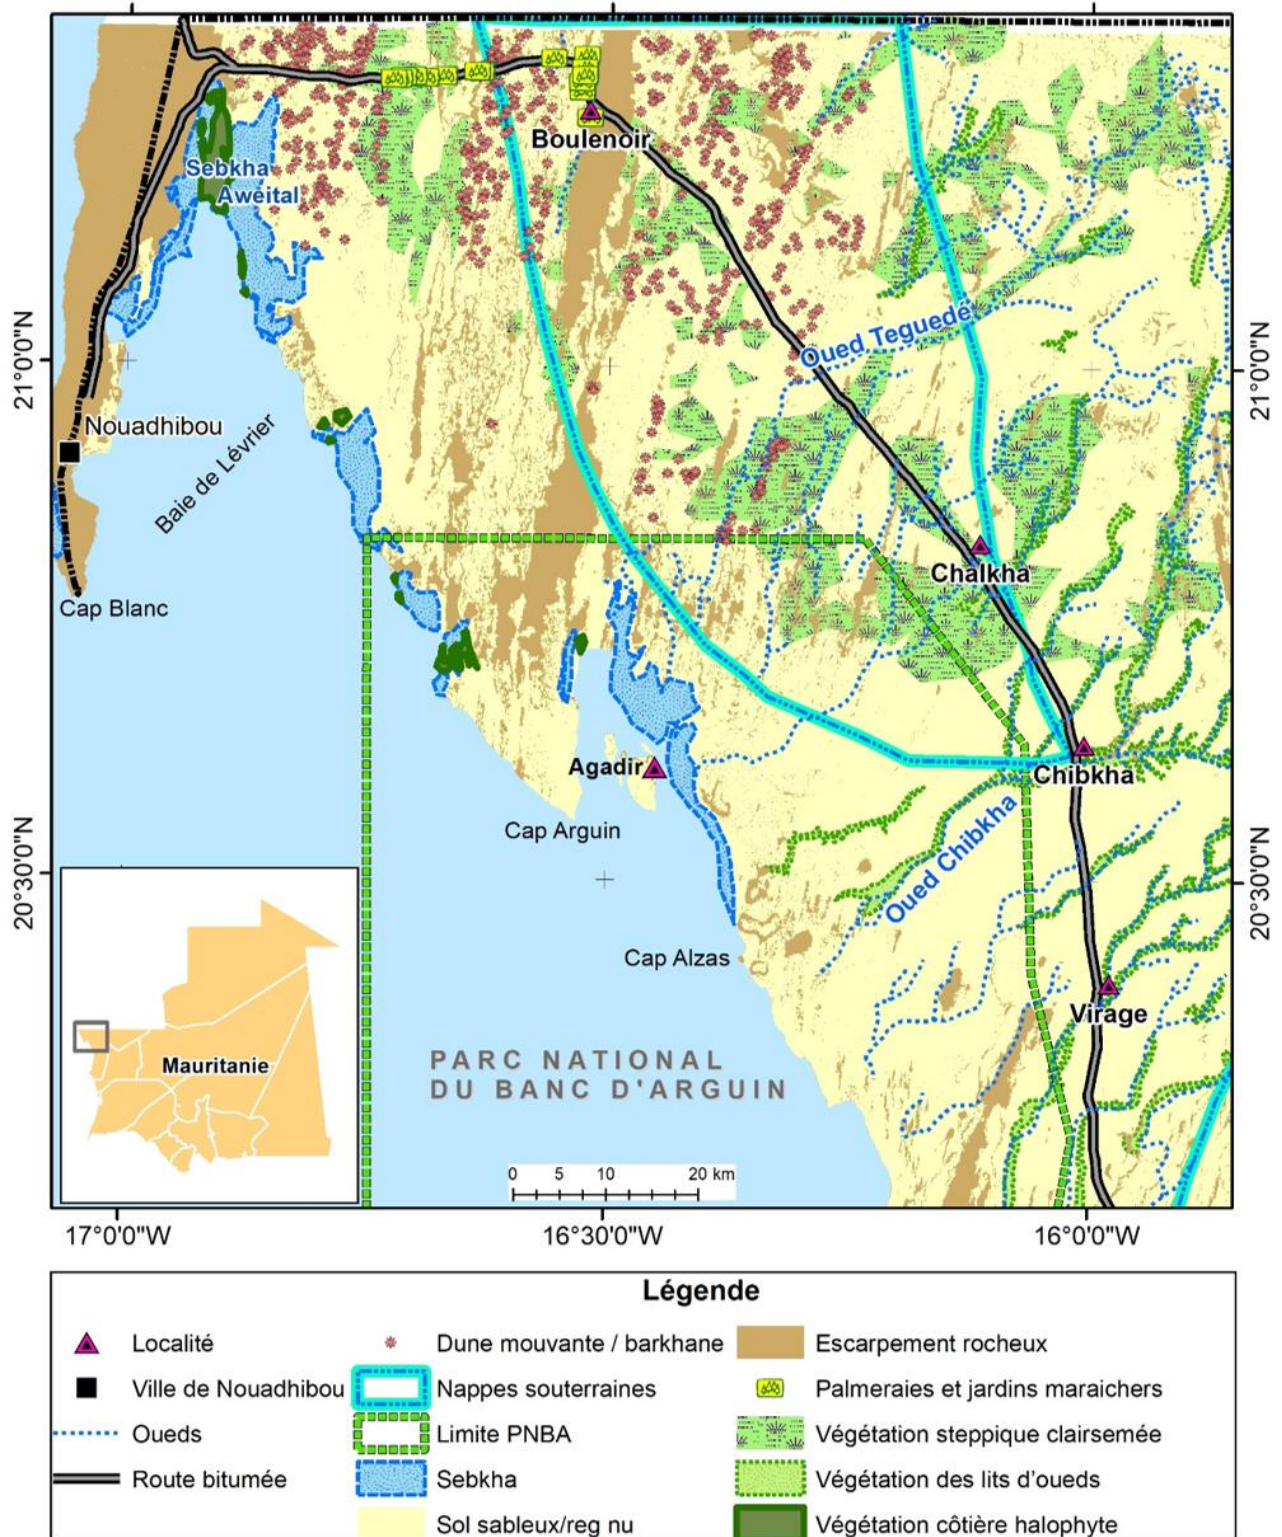 Boulenoir
Sebkha
Aweital
Oued Teguedé
21°0'0"N
21°0'0"N
Nouadhibou
Baie de Lévrier
Chalkha
Cap Blanc
Agadir
Chibkha
Cap Arguin
Oued Chibkha
20°30'0"N
20°30'0"N
Cap Alzas
Virage
Mauritanie
PARC NATIONAL
DU BANC D'ARGUIN
0 5 10 20 km
17°0'0"W 16°30'0"W 16°0'0"W
Légende
Localité
Ville de Nouadhibou
Oueds
Route bitumée
Dune mouvante / barkhane
Nappes souterraines
Limite PNBA
Sebkha
Sol sableux/reg nu
Escarpement rocheux
Palmeraies et jardins maraichers
Végétation steppique clairsemée
Végétation des lits d'oueds
Végétation côtière halophyte